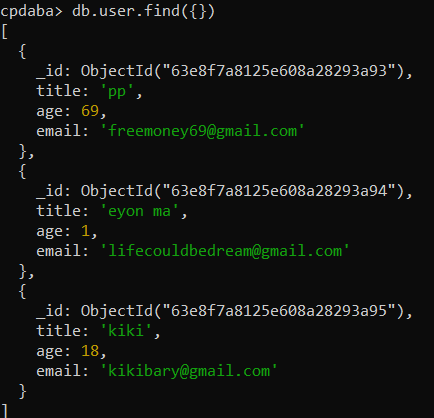 cpdaba> db.user.find({})
[
  {
    _id: ObjectId("63e8f7a8125e608a28293a93"),
    title: 'pp',
    age: 69,
    email: 'freemoney69@gmail.com'
  },
  {
    _id: ObjectId("63e8f7a8125e608a28293a94"),
    title: 'eyon ma',
    age: 1,
    email: 'lifecouldbedream@gmail.com'
  },
  {
    _id: ObjectId("63e8f7a8125e608a28293a95"),
    title: 'kiki',
    age: 18,
    email: 'kikibary@gmail.com'
  }
]